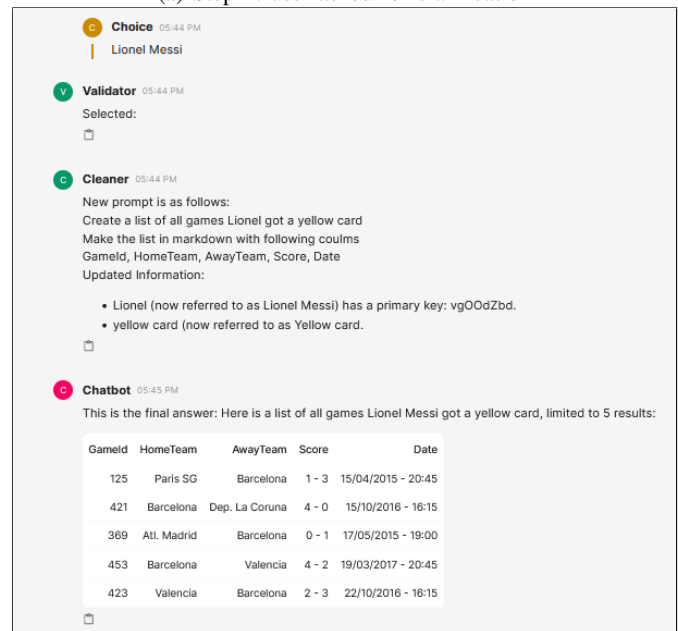 C Choice 05:44 PM
Lionel Messi
V Validator 05:44 PM
Selected:
C Cleaner 05:44 PM
New prompt is as follows:
Create a list of all games Lionel got a yellow card
Make the list in markdown with following coulms
GameId, HomeTeam, AwayTeam, Score, Date
Updated Information:
• Lionel (now referred to as Lionel Messi) has a primary key: vgOOdZbd.
• yellow card (now referred to as Yellow card.
C Chatbot 05:45 PM
This is the final answer: Here is a list of all games Lionel Messi got a yellow card, limited to 5 results:
GameId HomeTeam AwayTeam Score Date
125 Paris SG Barcelona 1 - 3 15/04/2015 - 20:45
421 Barcelona Dep. La Coruna 4 - 0 15/10/2016 - 16:15
369 Atl. Madrid Barcelona 0 - 1 17/05/2015 - 19:00
453 Barcelona Valencia 4 - 2 19/03/2017 - 20:45
423 Valencia Barcelona 2 - 3 22/10/2016 - 16:15